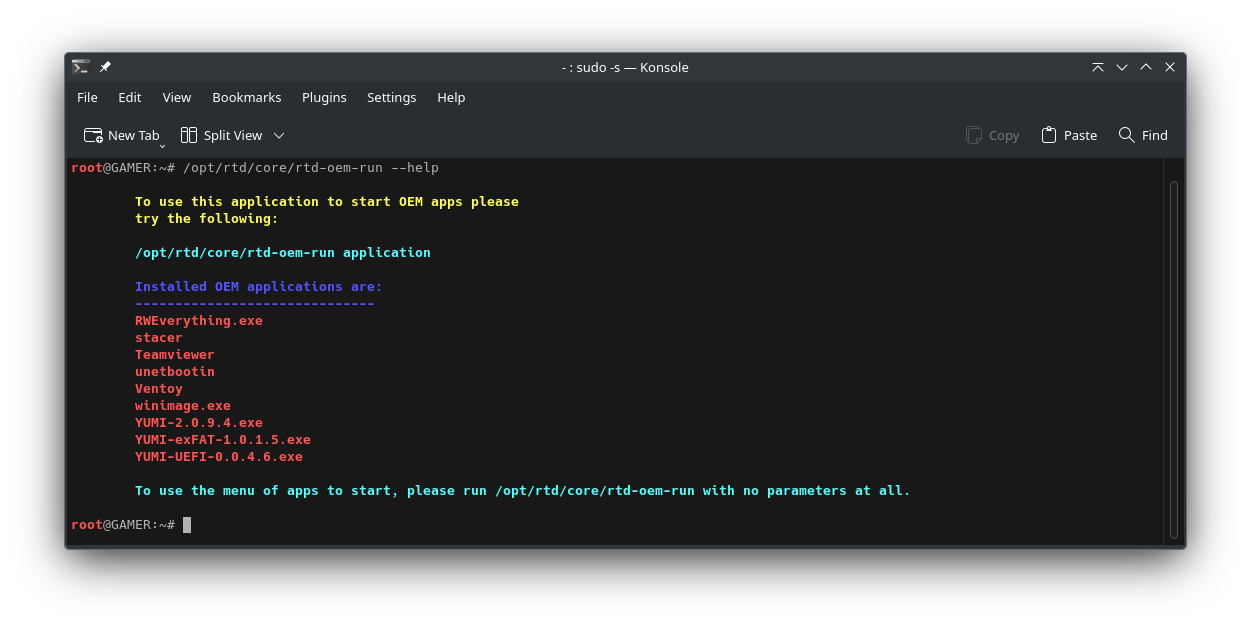 - : sudo -s — Konsole
File Edit View Bookmarks Plugins Settings Help
New Tab Split View Copy Paste Find
root@GAMER:~# /opt/rtd/core/rtd-oem-run --help
To use this application to start OEM apps please
try the following:
/opt/rtd/core/rtd-oem-run application
Installed OEM applications are:
------------------------------
RWEverything.exe
stacer
Teamviewer
unetbootin
Ventoy
winimage.exe
YUMI-2.0.9.4.exe
YUMI-exFAT-1.0.1.5.exe
YUMI-UEFI-0.0.4.6.exe
To use the menu of apps to start, please run /opt/rtd/core/rtd-oem-run with no parameters at all.
root@GAMER:~#